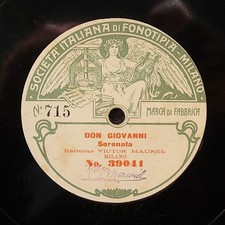 SOCIETÀ ITALIANA DI FONOTIPIA - MILANO
No. 715
MARCA DI FABBRICA
DON GIOVANNI
Serenata
Baritono VICTOR MAUREL
MILANO
No. 39041